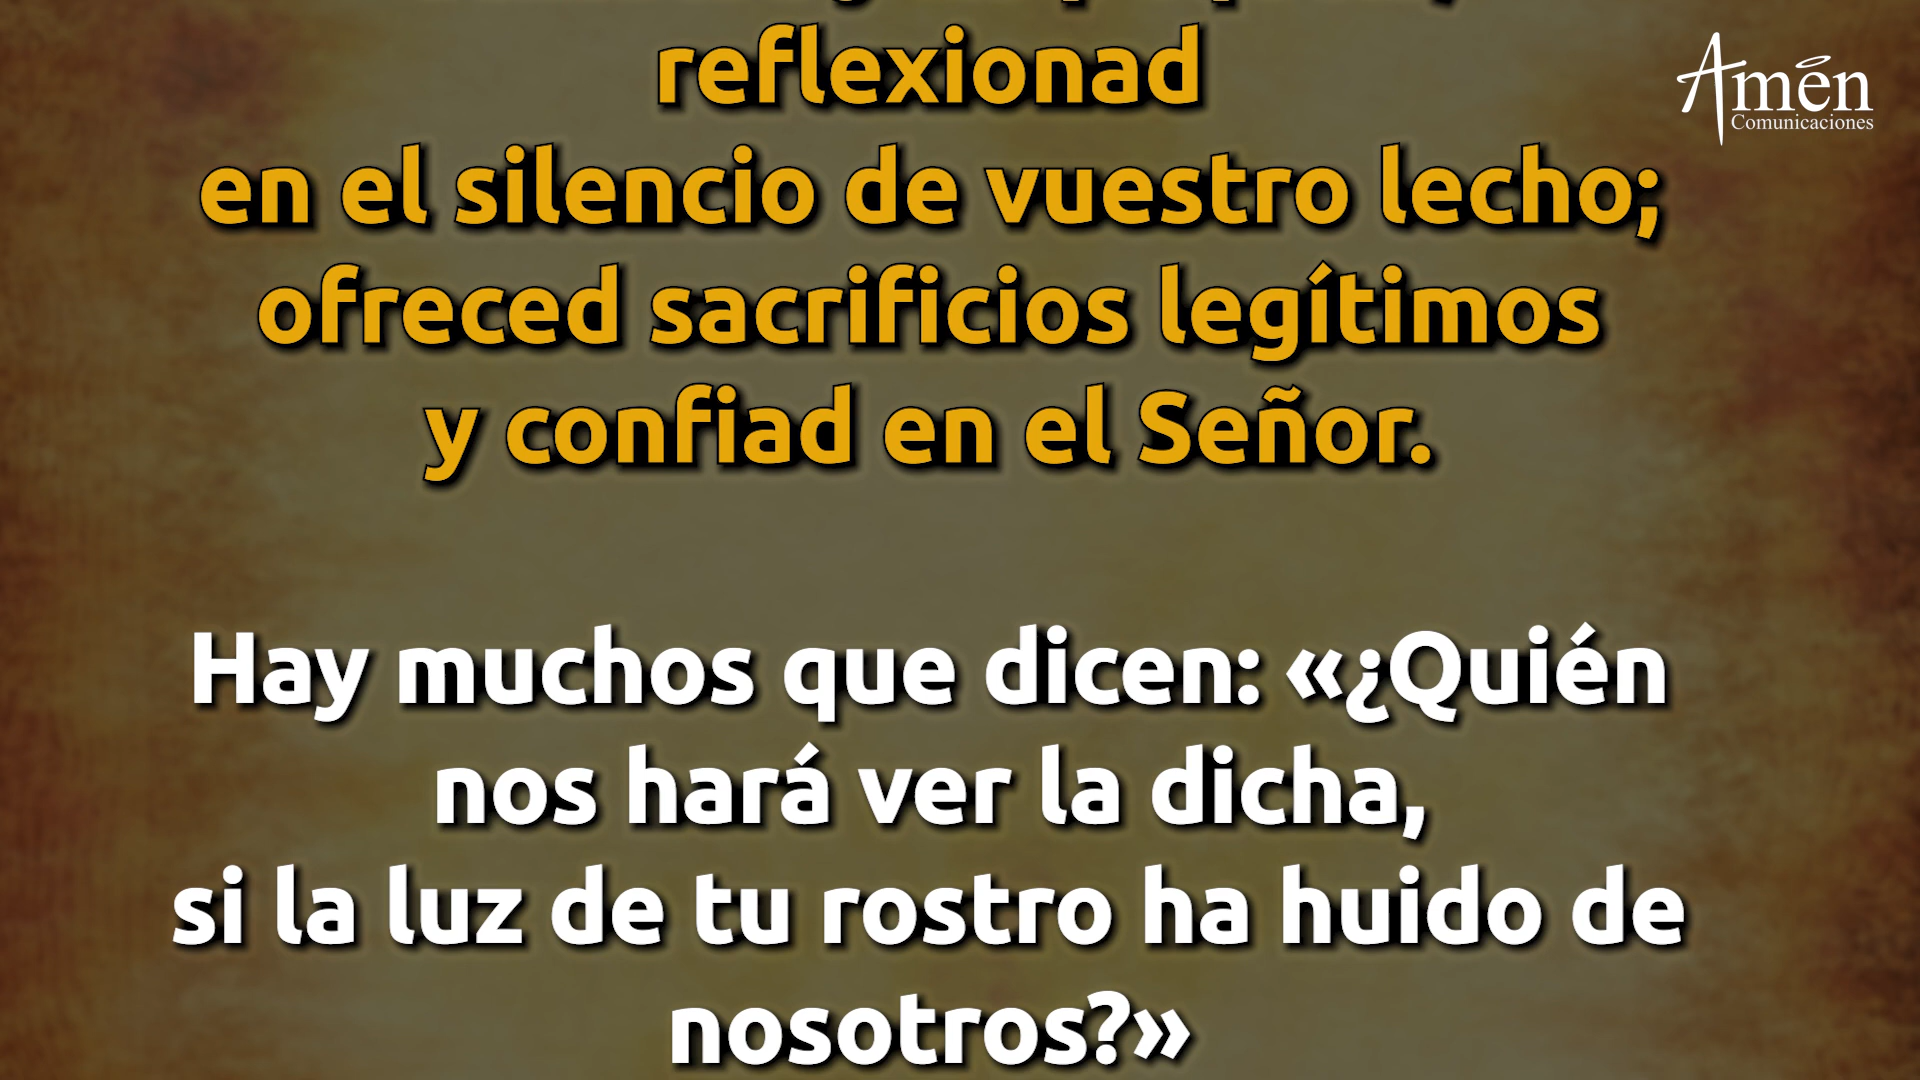 reflexionad
en el silencio de vuestro lecho;
ofreced sacrificios legítimos
y confiad en el Señor.
Hay muchos que dicen: «¿Quién
nos hará ver la dicha,
si la luz de tu rostro ha huido de
nosotros?»
Amén
Comunicaciones